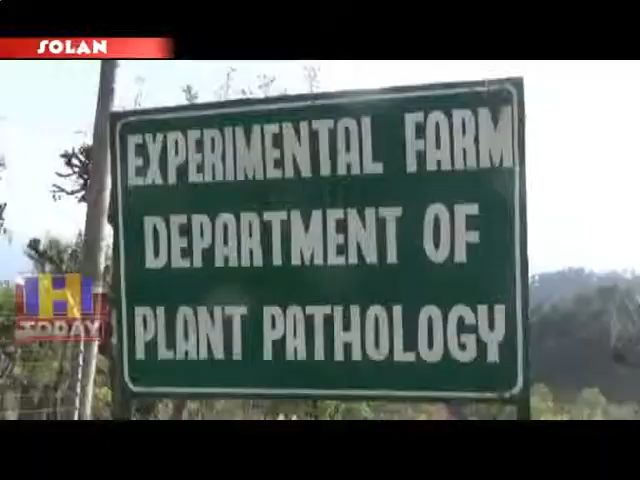 SOLAN
EXPERIMENTAL FARM
DEPARTMENT OF
PLANT PATHOLOGY
H
TODAY